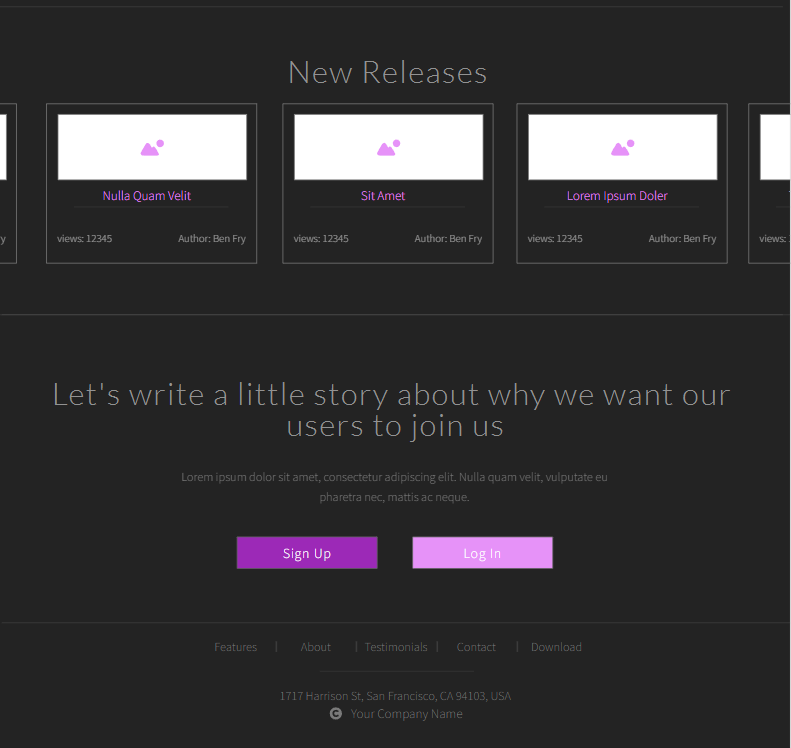 New Releases
Nulla Quam Velit
Sit Amet
Lorem Ipsum Doler
y
views: 12345
Author: Ben Fry
views: 12345
Author: Ben Fry
views: 12345
Author: Ben Fry
views:
Let's write a little story about why we want our
users to join us
Lorem ipsum dolor sit amet, consectetur adipiscing elit. Nulla quam velit, vulputate eu
pharetra nec, mattis ac neque.
Sign Up
Log In
Features | About | Testimonials | Contact | Download
1717 Harrison St, San Francisco, CA 94103, USA
© Your Company Name